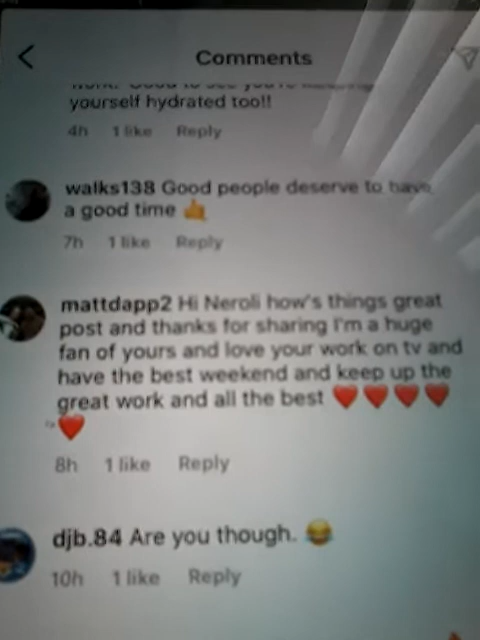 Comments
yourself hydrated too!!
4h 1 like Reply
walks138 Good people deserve to have
a good time 👍
7h 1 like Reply
mattdapp2 Hi Neroli how's things great
post and thanks for sharing I'm a huge
fan of yours and love your work on tv and
have the best weekend and keep up the
great work and all the best ❤️❤️❤️❤️
❤️
8h 1 like Reply
djb.84 Are you though. 😂
10h 1 like Reply